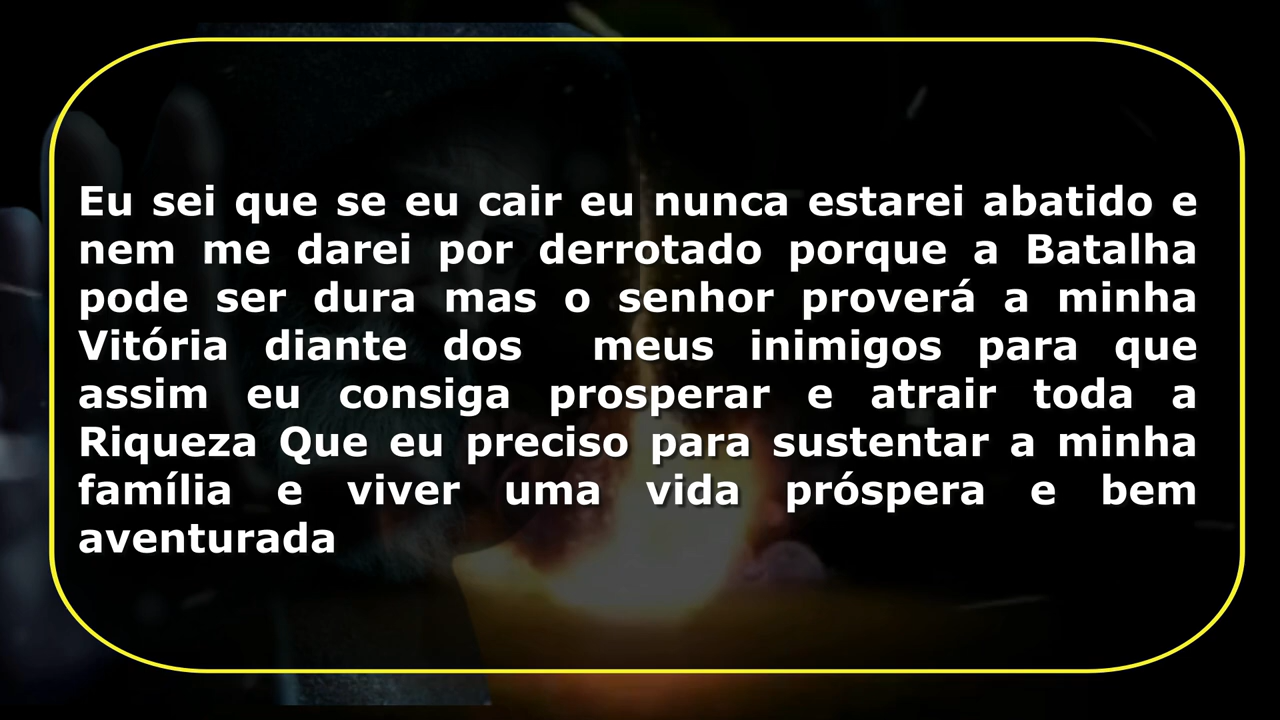 Eu sei que se eu cair eu nunca estarei abatido e
nem me darei por derrotado porque a Batalha
pode ser dura mas o senhor proverá a minha
Vitória diante dos meus inimigos para que
assim eu consiga prosperar e atrair toda a
Riqueza Que eu preciso para sustentar a minha
família e viver uma vida próspera e bem
aventurada